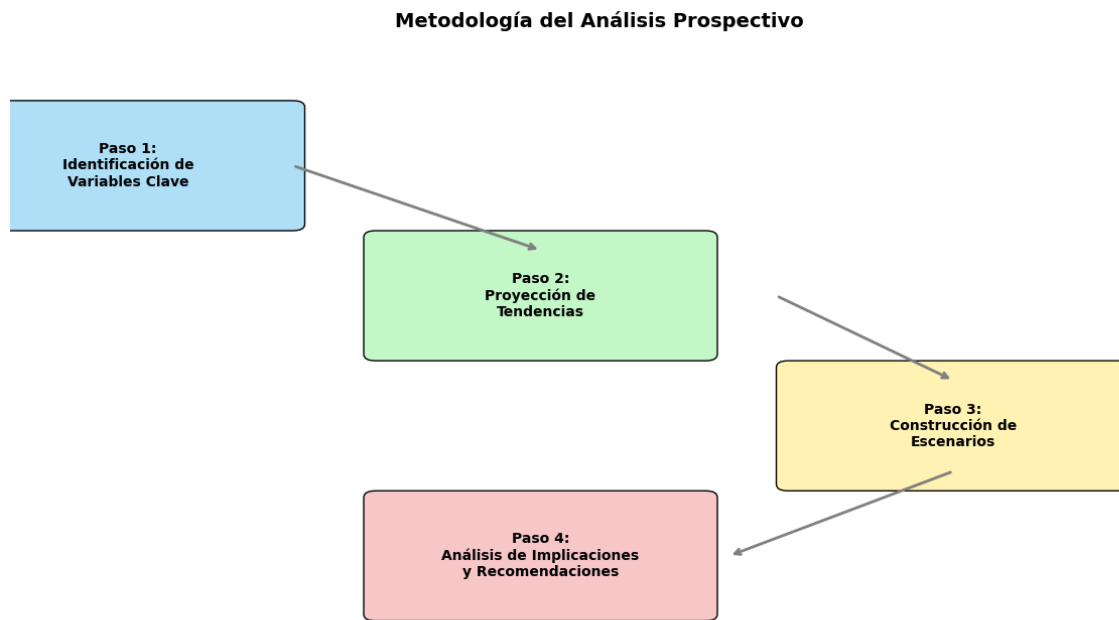 Metodología del Análisis Prospectivo
Paso 1:
Identificación de
Variables Clave
Paso 2:
Proyección de
Tendencias
Paso 3:
Construcción de
Escenarios
Paso 4:
Análisis de Implicaciones
y Recomendaciones